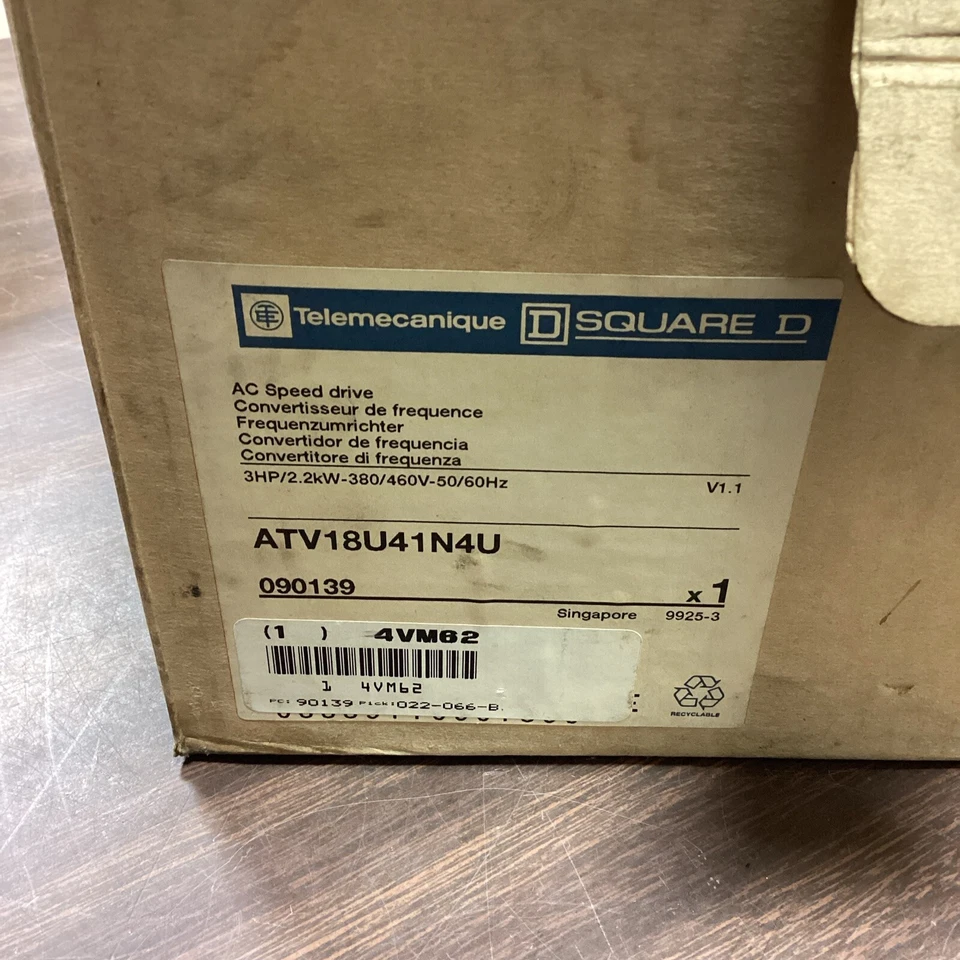 Telemecanique D SQUARE D
AC Speed drive
Convertisseur de frequence
Frequenzumrichter
Convertidor de frequencia
Convertitore di frequenza
3HP/2.2kW-380/460V-50/60Hz V1.1
ATV18U41N4U
090139 x 1
Singapore 9925-3
(1 ) 4VM62
1 4VM62
PC: 90139 Pick:022-066-B.
RECYCLABLE